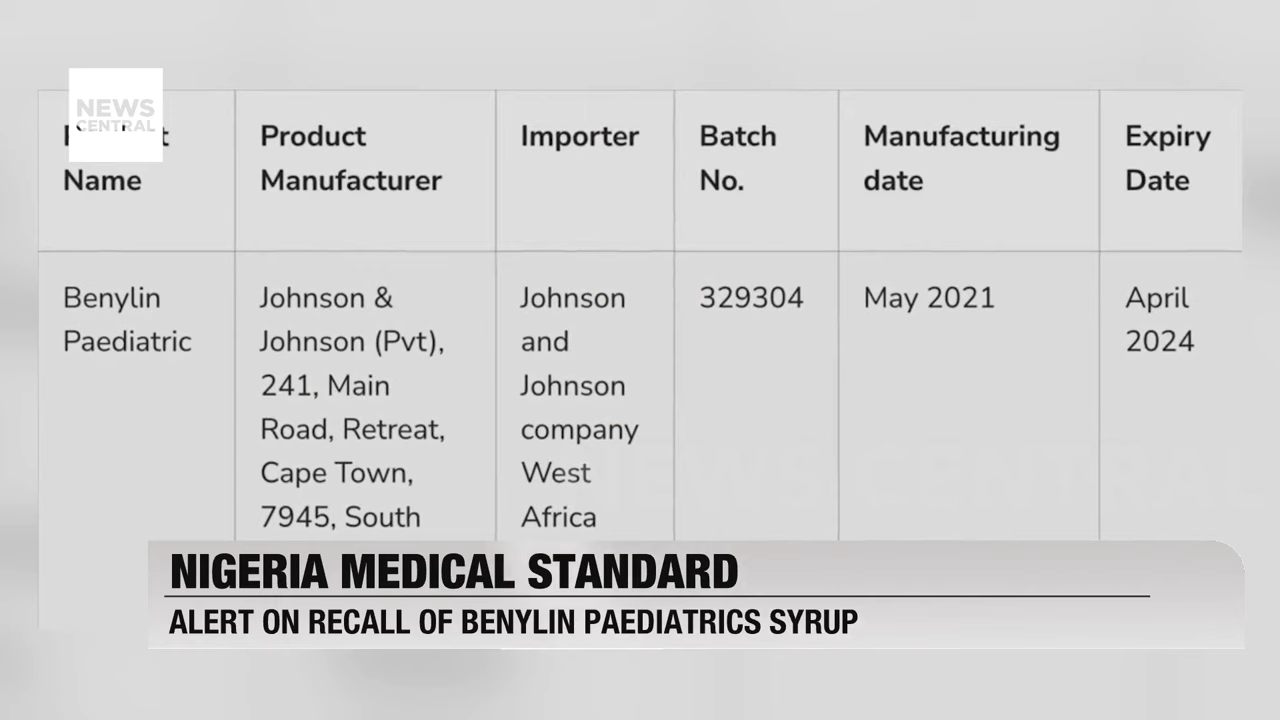 NEWS
CENTRAL
Name
Product
Manufacturer
Importer
Batch
No.
Manufacturing
date
Expiry
Date
Benylin
Paediatric
Johnson &
Johnson (Pvt),
241, Main
Road, Retreat,
Cape Town,
7945, South
Johnson
and
Johnson
company
West
Africa
329304
May 2021
April
2024
NEWS CENTRAL
NIGERIA MEDICAL STANDARD
ALERT ON RECALL OF BENYLIN PAEDIATRICS SYRUP